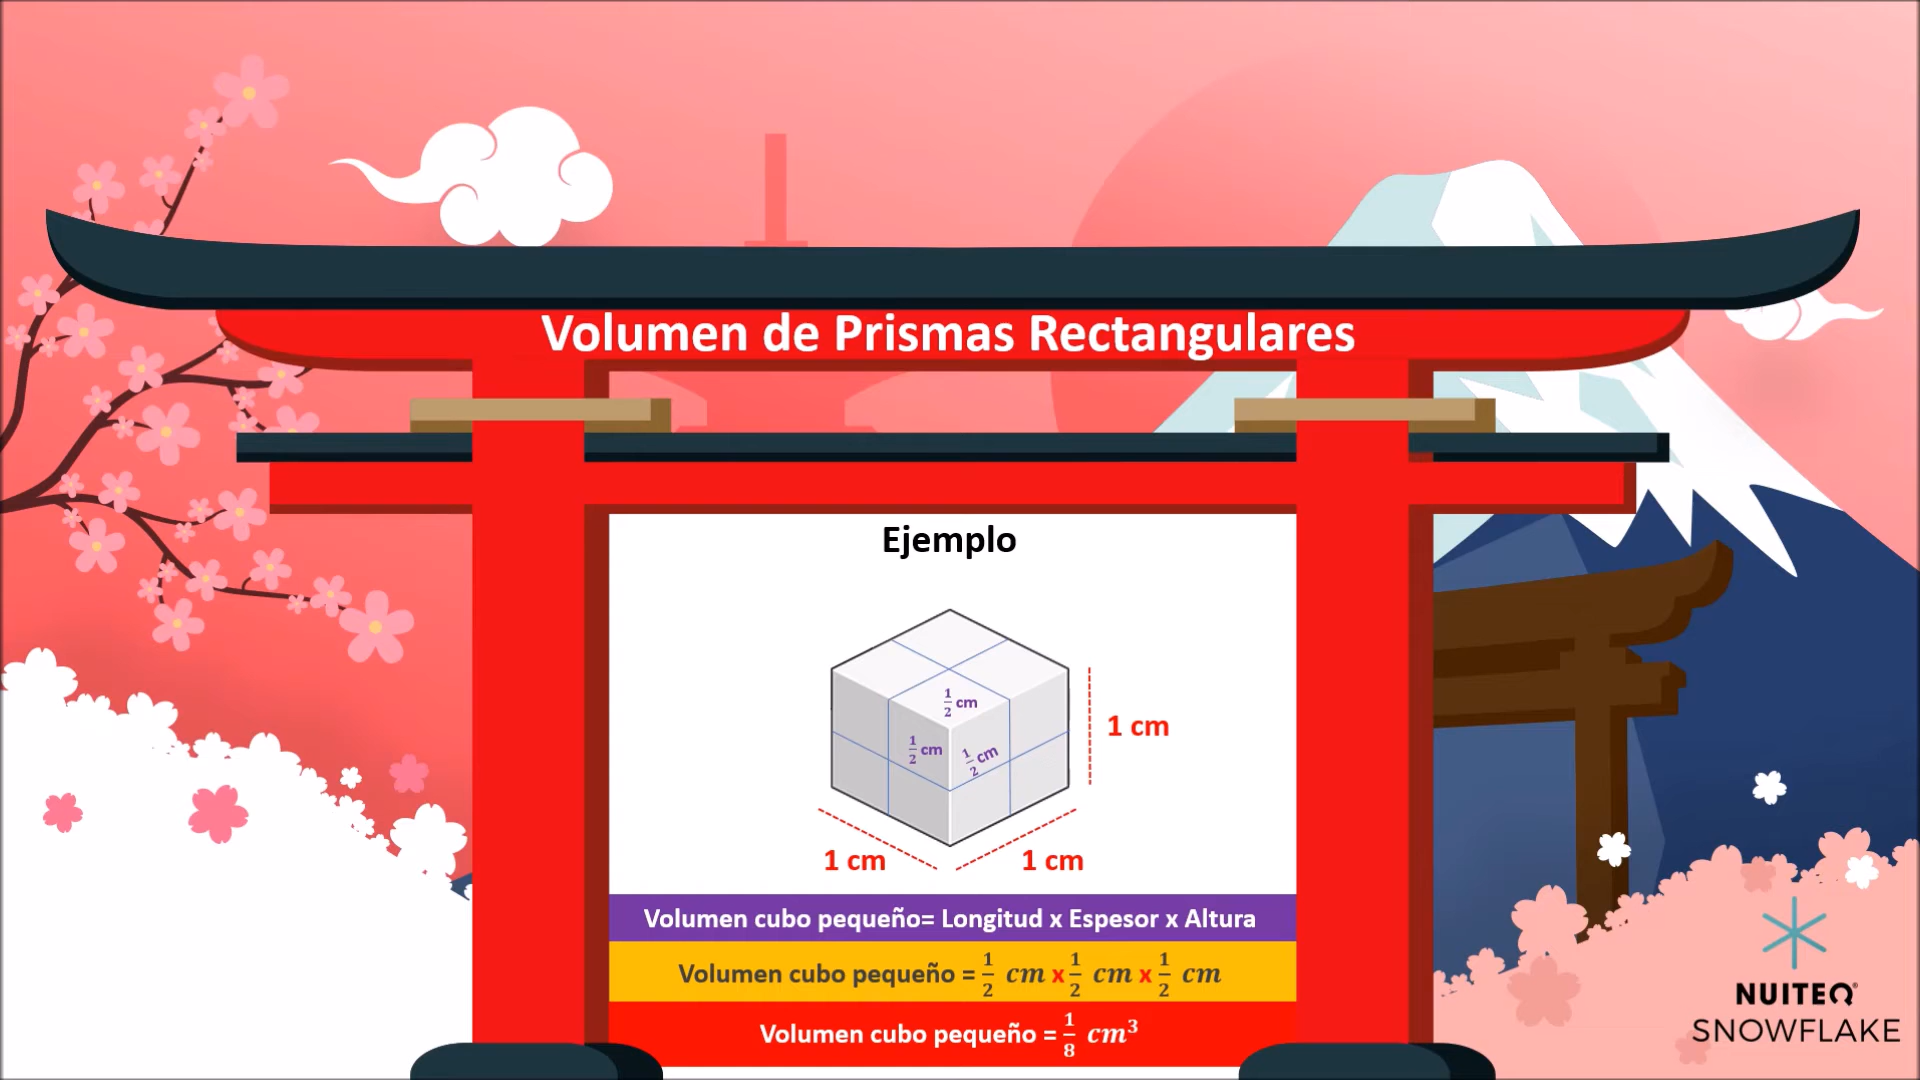 Volumen de Prismas Rectangulares
Ejemplo
1/2 cm
1/2 cm
1/2 cm
1 cm
1 cm
1 cm
Volumen cubo pequeño= Longitud x Espesor x Altura
Volumen cubo pequeño = 1/2 cm x 1/2 cm x 1/2 cm
Volumen cubo pequeño = 1/8 cm³
NUITEQ®
SNOWFLAKE